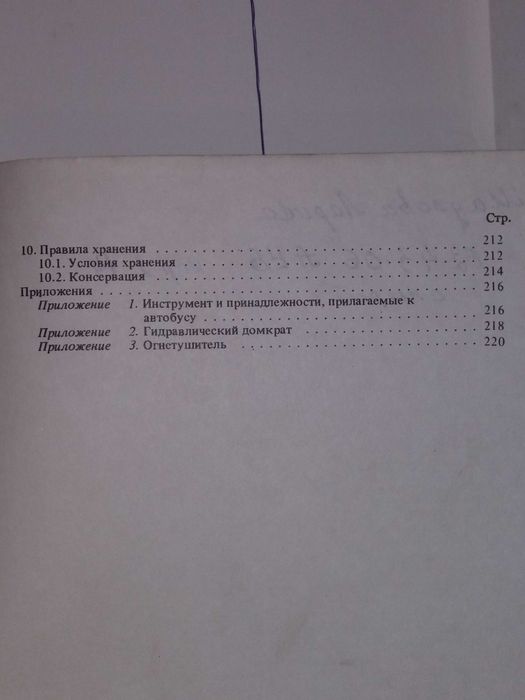 Стр.
10. Правила хранения . . . . . . . . . . . . . . . . . . . . . . . . . . . . . . . . . 212
10.1. Условия хранения . . . . . . . . . . . . . . . . . . . . . . . . . . . . . . 212
10.2. Консервация . . . . . . . . . . . . . . . . . . . . . . . . . . . . . . . . . 214
Приложения . . . . . . . . . . . . . . . . . . . . . . . . . . . . . . . . . . . . . 216
Приложение 1. Инструмент и принадлежности, прилагаемые к
автобусу . . . . . . . . . . . . . . . . . . . . . . . . . . . 216
Приложение 2. Гидравлический домкрат . . . . . . . . . . . . . . . . . . 218
Приложение 3. Огнетушитель . . . . . . . . . . . . . . . . . . . . . . . 220